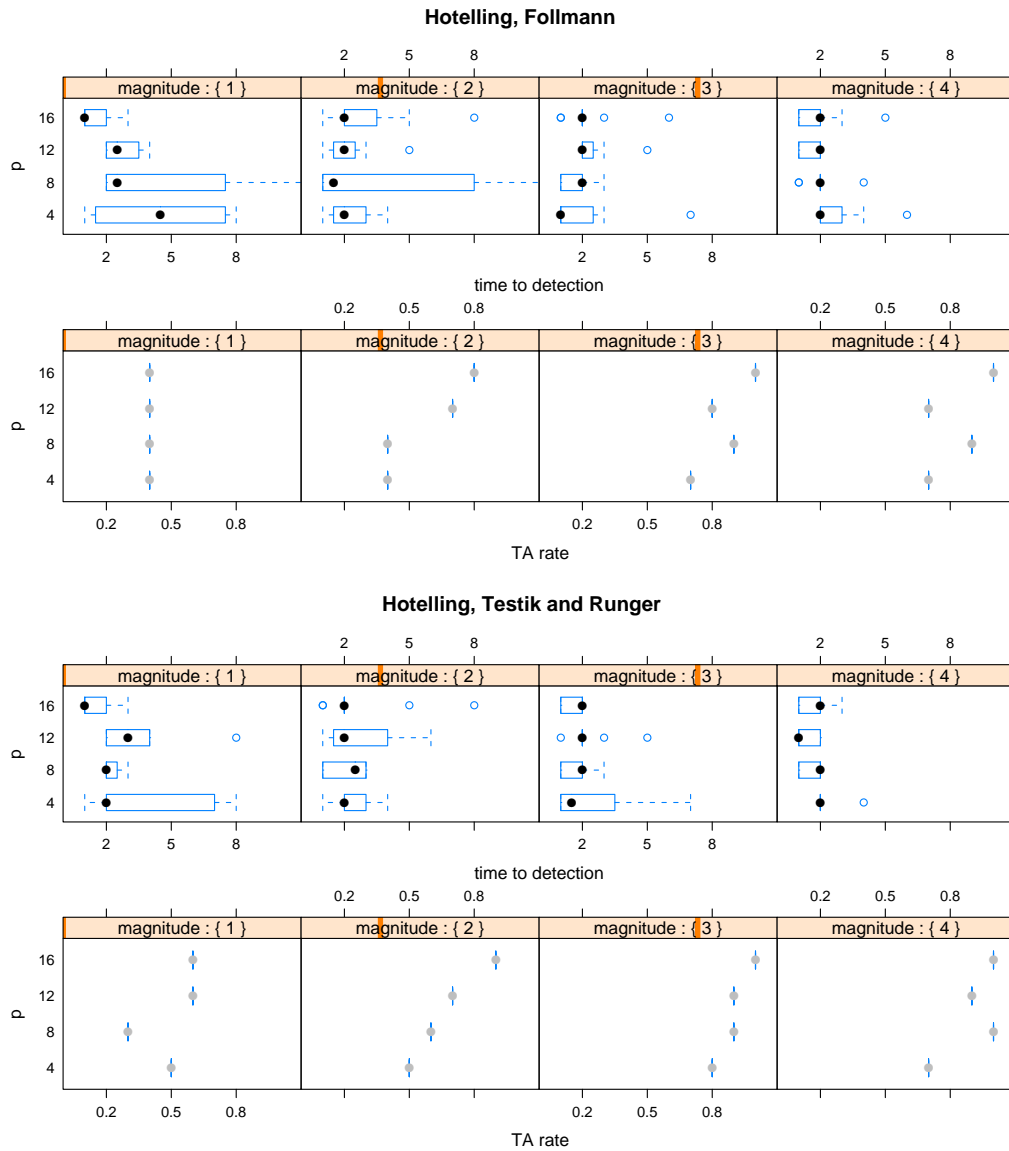 Hotelling, Follmann
2 5 8
magnitude : { 1 } magnitude : { 2 } magnitude : { 3 } magnitude : { 4 }
16
12
8
4
p
2 5 8 2 5 8
time to detection
0.2 0.5 0.8 0.2 0.5 0.8
magnitude : { 1 } magnitude : { 2 } magnitude : { 3 } magnitude : { 4 }
16
12
8
4
p
0.2 0.5 0.8 0.2 0.5 0.8
TA rate
Hotelling, Testik and Runger
2 5 8 2 5 8
magnitude : { 1 } magnitude : { 2 } magnitude : { 3 } magnitude : { 4 }
16
12
8
4
p
2 5 8 2 5 8
time to detection
0.2 0.5 0.8 0.2 0.5 0.8
magnitude : { 1 } magnitude : { 2 } magnitude : { 3 } magnitude : { 4 }
16
12
8
4
p
0.2 0.5 0.8 0.2 0.5 0.8
TA rate